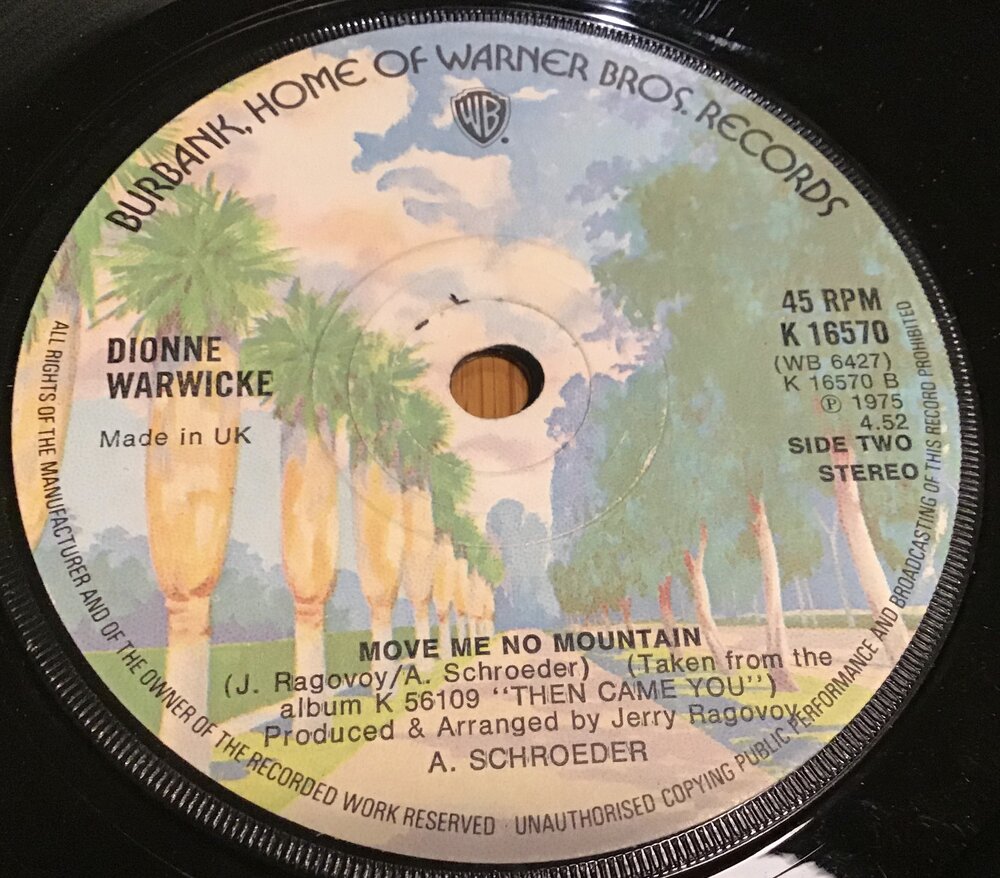 BURBANK, HOME OF WARNER BROS. RECORDS
WB
DIONNE
WARWICKE
Made in UK
45 RPM
K 16570
(WB 6427)
K 16570 B
Ⓟ 1975
4.52
SIDE TWO
STEREO
MOVE ME NO MOUNTAIN
(J. Ragovoy/A. Schroeder) (Taken from the
album K 56109 "THEN CAME YOU")
Produced & Arranged by Jerry Ragovoy
A. SCHROEDER
ALL RIGHTS OF THE MANUFACTURER AND OF THE OWNER OF THE RECORDED WORK RESERVED · UNAUTHORISED COPYING PUBLIC PERFORMANCE AND BROADCASTING OF THIS RECORD PROHIBITED